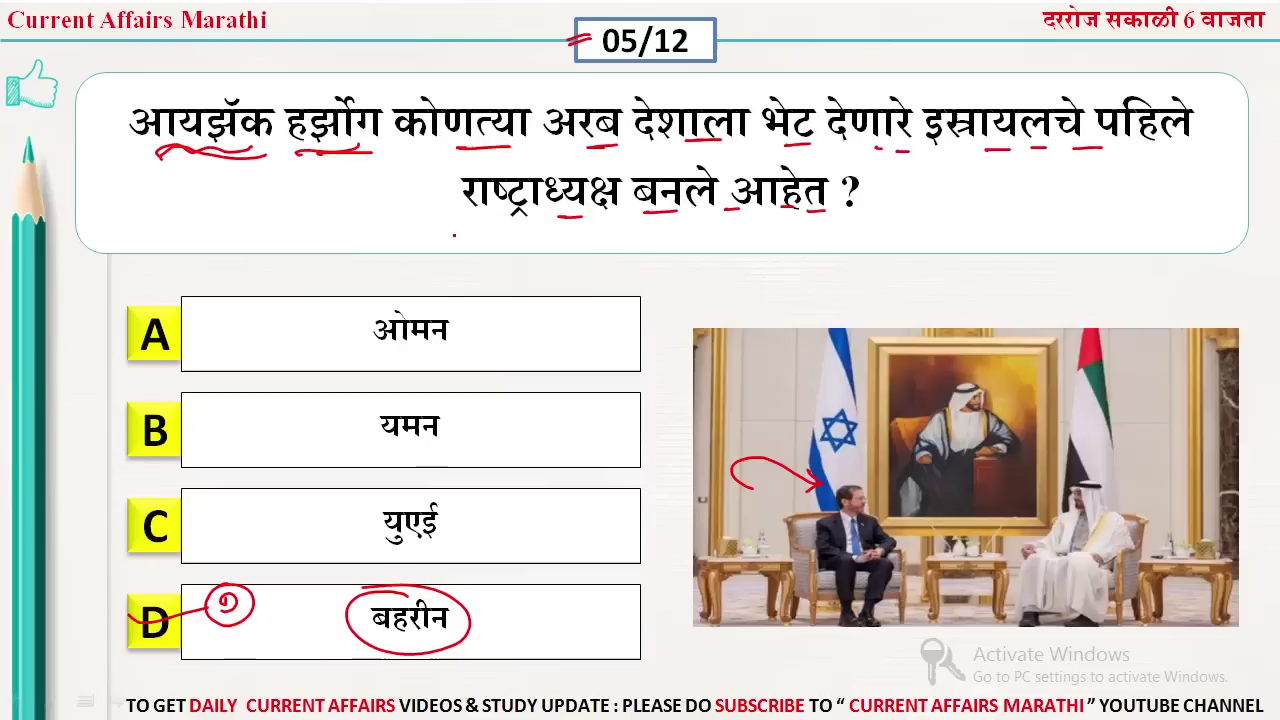 Current Affairs Marathi
दररोज सकाळी 6 वाजता
05/12
आयझॅक हर्झोग कोणत्या अरब देशाला भेट देणारे इस्रायलचे पहिले
राष्ट्राध्यक्ष बनले आहेत ?
A ओमन
B यमन
C युएई
D १ बहरीन
Activate Windows
Go to PC settings to activate Windows.
TO GET DAILY CURRENT AFFAIRS VIDEOS & STUDY UPDATE : PLEASE DO SUBSCRIBE TO “ CURRENT AFFAIRS MARATHI ” YOUTUBE CHANNEL